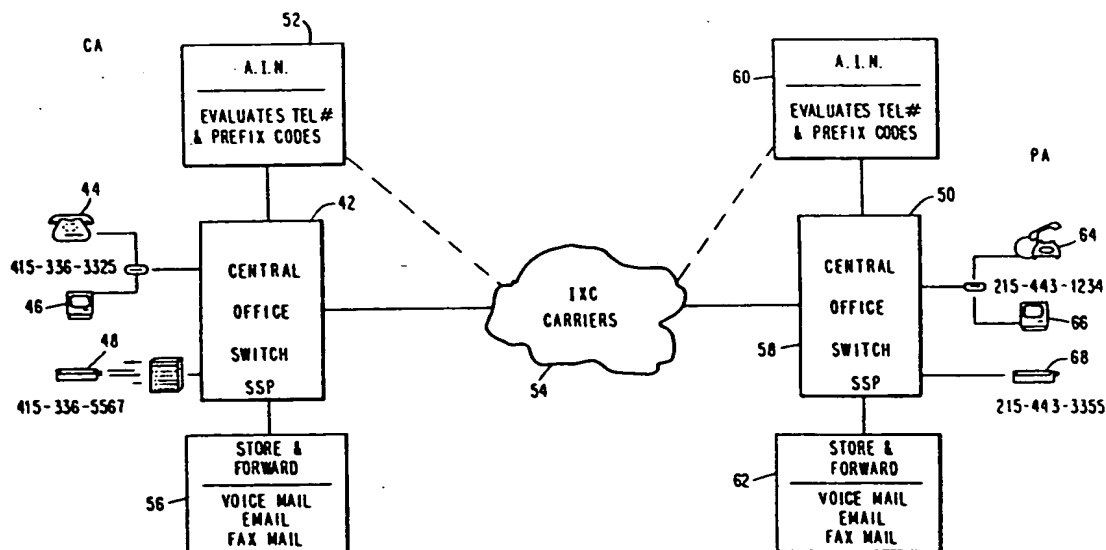 CA
52
A.I.N.
EVALUATES TEL#
& PREFIX CODES
60
A.I.N.
EVALUATES TEL#
& PREFIX CODES
PA
44
415-336-3325
46
48
415-336-5567
42
CENTRAL
OFFICE
SWITCH
SSP
IXC
CARRIERS
54
50
58
CENTRAL
OFFICE
SWITCH
SSP
64
215-443-1234
66
68
215-443-3355
56
STORE &
FORWARD
VOICE MAIL
EMAIL
FAX MAIL
62
STORE &
FORWARD
VOICE MAIL
EMAIL
FAX MAIL